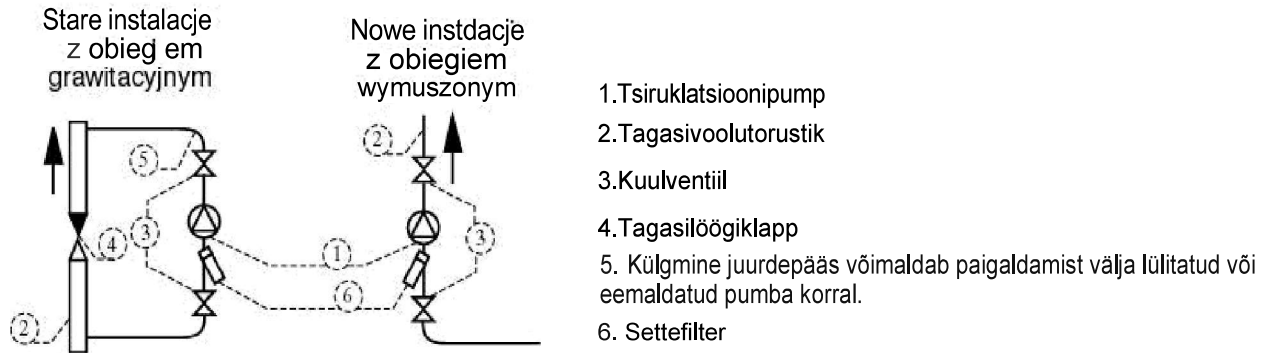 Stare instalacje
z obieg em
grawitacyjnym
Nowe instdacje
z obiegiem
wymuszonym
5
3
4
2
1
6
2
3
1.Tsiruklatsioonipump
2.Tagasivoolutorustik
3.Kuulventiil
4.Tagasilöögiklapp
5. Külgmine juurdepääs võimaldab paigaldamist välja lülitatud või
eemaldatud pumba korral.
6. Settefilter